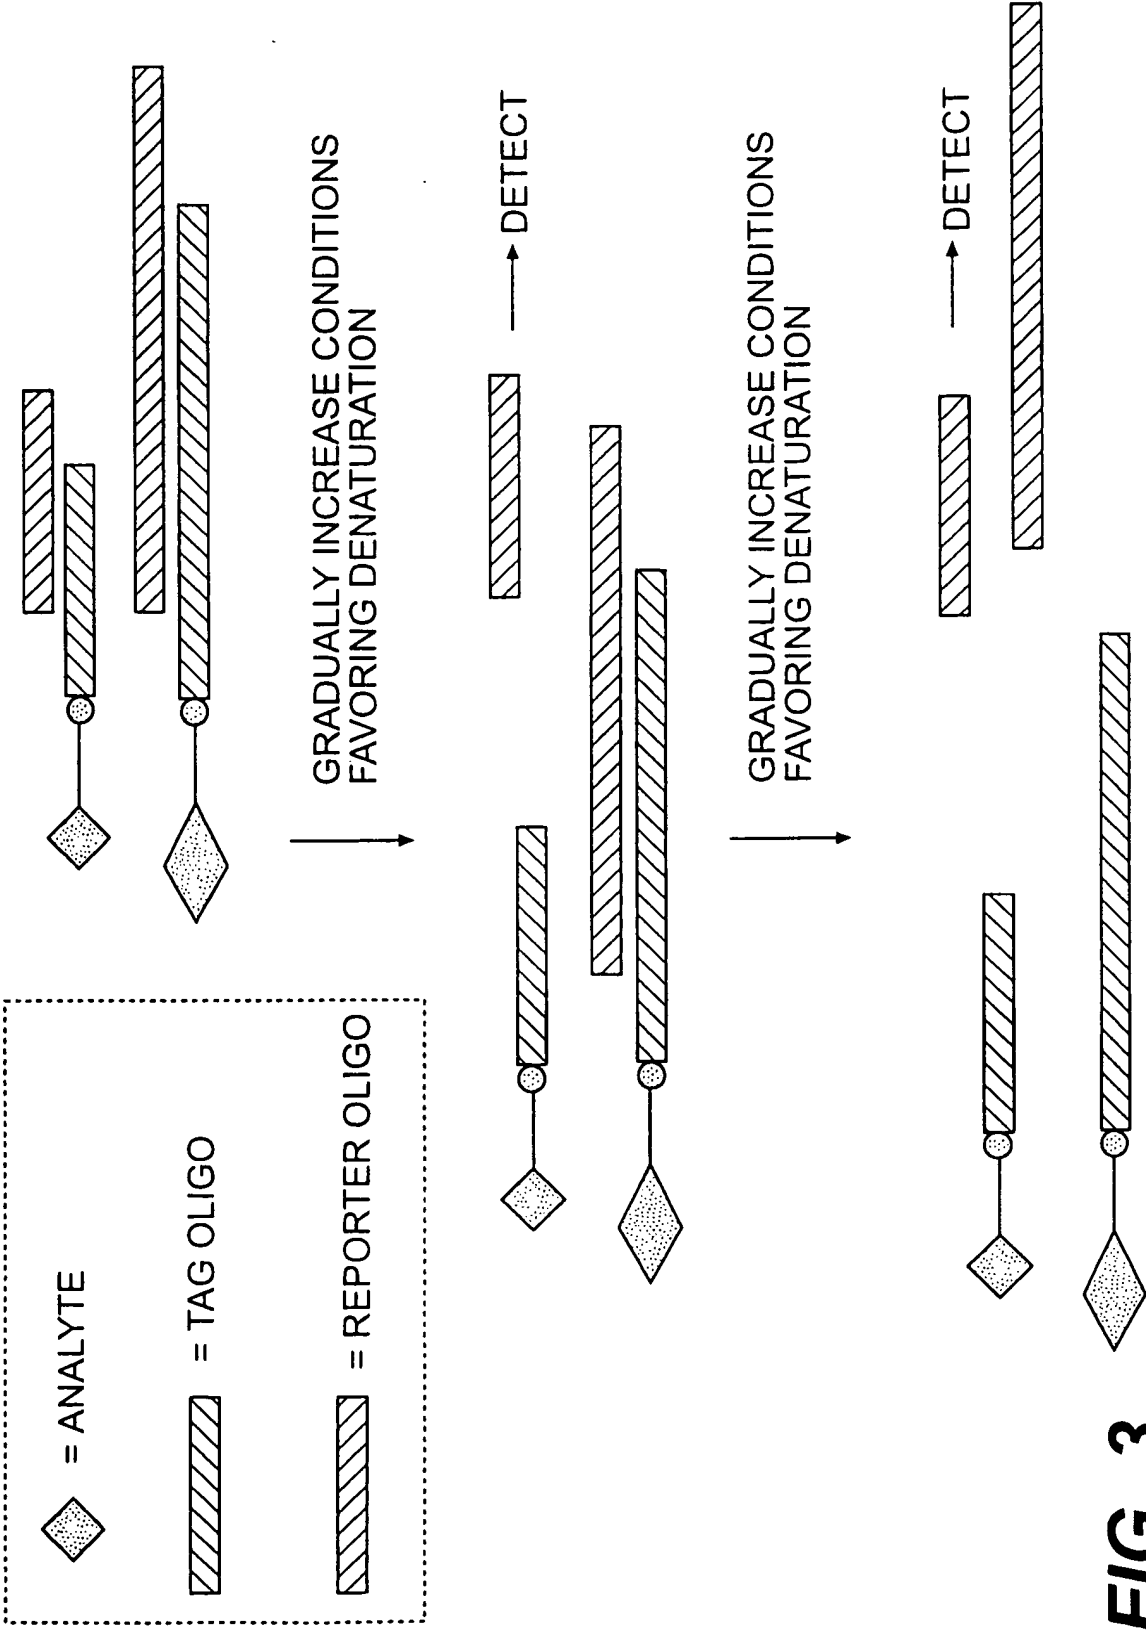 = ANALYTE
= TAG OLIGO
= REPORTER OLIGO
GRADUALLY INCREASE CONDITIONS
FAVORING DENATURATION
DETECT
GRADUALLY INCREASE CONDITIONS
FAVORING DENATURATION
DETECT
FIG. 3